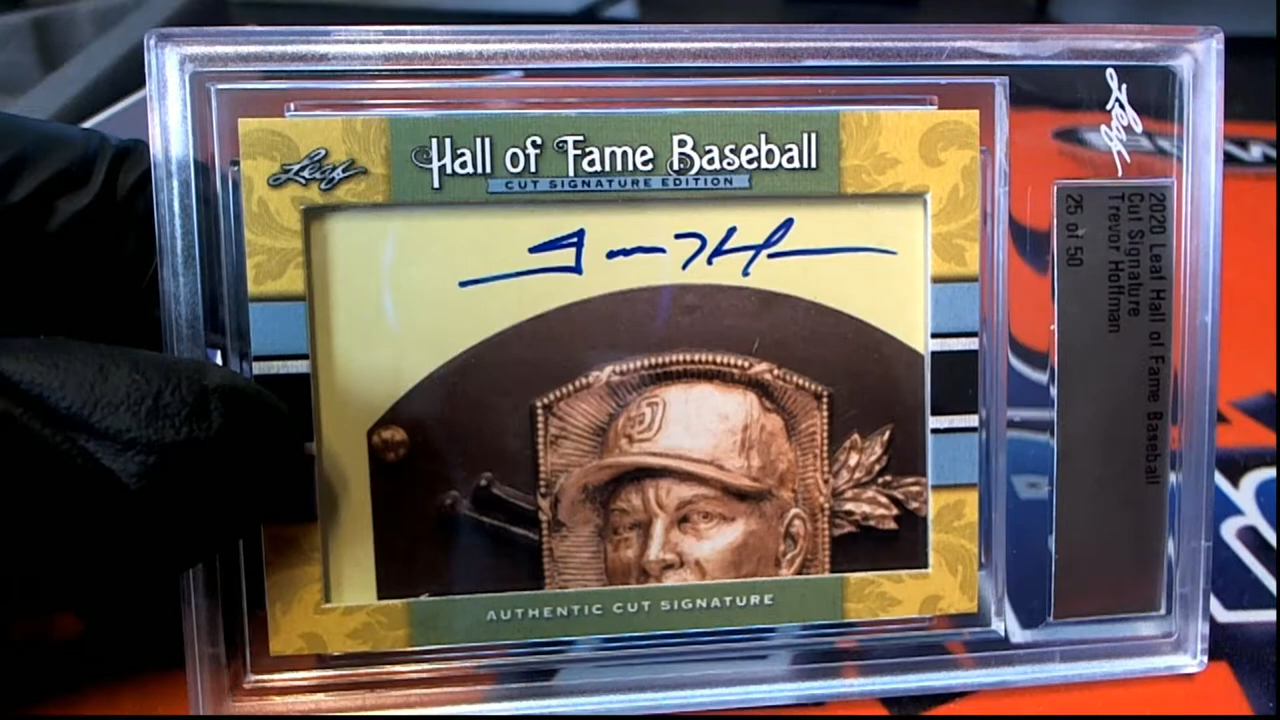 Leaf
Hall of Fame Baseball
CUT SIGNATURE EDITION
AUTHENTIC CUT SIGNATURE
Leaf
2020 Leaf Hall of Fame Baseball
Cut Signature
Trevor Hoffman
25 of 50